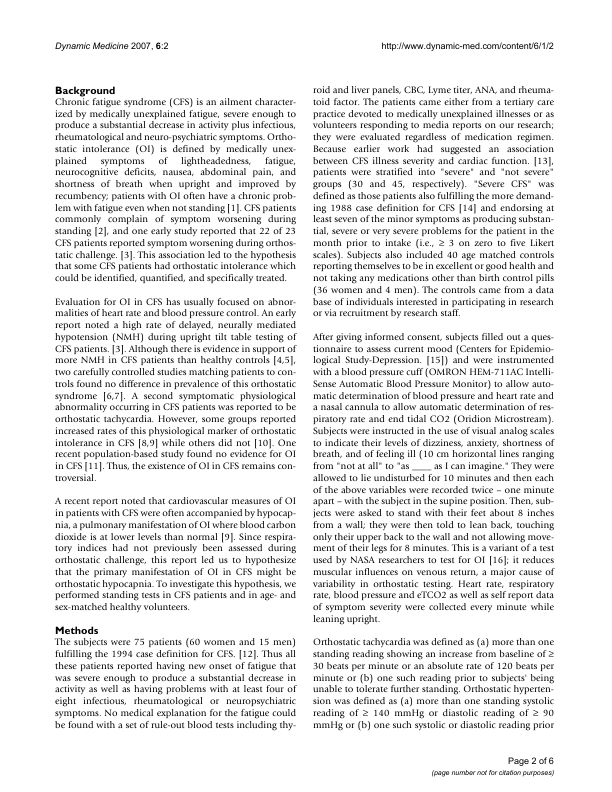 Dynamic Medicine 2007, 6:2
http://www.dynamic-med.com/content/6/1/2
Background
Chronic fatigue syndrome (CFS) is an ailment character-
ized by medically unexplained fatigue, severe enough to
produce a substantial decrease in activity plus infectious,
rheumatological and neuro-psychiatric symptoms. Ortho-
static intolerance (OI) is defined by medically unex-
plained symptoms of lightheadedness, fatigue,
neurocognitive deficits, nausea, abdominal pain, and
shortness of breath when upright and improved by
recumbency; patients with OI often have a chronic prob-
lem with fatigue even when not standing [1]. CFS patients
commonly complain of symptom worsening during
standing [2], and one early study reported that 22 of 23
CFS patients reported symptom worsening during orthos-
tatic challenge. [3]. This association led to the hypothesis
that some CFS patients had orthostatic intolerance which
could be identified, quantified, and specifically treated.
Evaluation for OI in CFS has usually focused on abnor-
malities of heart rate and blood pressure control. An early
report noted a high rate of delayed, neurally mediated
hypotension (NMH) during upright tilt table testing of
CFS patients. [3]. Although there is evidence in support of
more NMH in CFS patients than healthy controls [4,5],
two carefully controlled studies matching patients to con-
trols found no difference in prevalence of this orthostatic
syndrome [6,7]. A second symptomatic physiological
abnormality occurring in CFS patients was reported to be
orthostatic tachycardia. However, some groups reported
increased rates of this physiological marker of orthostatic
intolerance in CFS [8,9] while others did not [10]. One
recent population-based study found no evidence for OI
in CFS [11]. Thus, the existence of OI in CFS remains con-
troversial.
A recent report noted that cardiovascular measures of OI
in patients with CFS were often accompanied by hypocap-
nia, a pulmonary manifestation of OI where blood carbon
dioxide is at lower levels than normal [9]. Since respira-
tory indices had not previously been assessed during
orthostatic challenge, this report led us to hypothesize
that the primary manifestation of OI in CFS might be
orthostatic hypocapnia. To investigate this hypothesis, we
performed standing tests in CFS patients and in age- and
sex-matched healthy volunteers.
Methods
The subjects were 75 patients (60 women and 15 men)
fulfilling the 1994 case definition for CFS. [12]. Thus all
these patients reported having new onset of fatigue that
was severe enough to produce a substantial decrease in
activity as well as having problems with at least four of
eight infectious, rheumatological or neuropsychiatric
symptoms. No medical explanation for the fatigue could
be found with a set of rule-out blood tests including thy-
roid and liver panels, CBC, Lyme titer, ANA, and rheuma-
toid factor. The patients came either from a tertiary care
practice devoted to medically unexplained illnesses or as
volunteers responding to media reports on our research;
they were evaluated regardless of medication regimen.
Because earlier work had suggested an association
between CFS illness severity and cardiac function. [13],
patients were stratified into "severe" and "not severe"
groups (30 and 45, respectively). "Severe CFS" was
defined as those patients also fulfilling the more demand-
ing 1988 case definition for CFS [14] and endorsing at
least seven of the minor symptoms as producing substan-
tial, severe or very severe problems for the patient in the
month prior to intake (i.e., ≥ 3 on zero to five Likert
scales). Subjects also included 40 age matched controls
reporting themselves to be in excellent or good health and
not taking any medications other than birth control pills
(36 women and 4 men). The controls came from a data
base of individuals interested in participating in research
or via recruitment by research staff.
After giving informed consent, subjects filled out a ques-
tionnaire to assess current mood (Centers for Epidemio-
logical Study-Depression. [15]) and were instrumented
with a blood pressure cuff (OMRON HEM-711AC Intelli-
Sense Automatic Blood Pressure Monitor) to allow auto-
matic determination of blood pressure and heart rate and
a nasal cannula to allow automatic determination of res-
piratory rate and end tidal CO2 (Oridion Microstream).
Subjects were instructed in the use of visual analog scales
to indicate their levels of dizziness, anxiety, shortness of
breath, and of feeling ill (10 cm horizontal lines ranging
from "not at all" to "as ____ as I can imagine." They were
allowed to lie undisturbed for 10 minutes and then each
of the above variables were recorded twice – one minute
apart – with the subject in the supine position. Then, sub-
jects were asked to stand with their feet about 8 inches
from a wall; they were then told to lean back, touching
only their upper back to the wall and not allowing move-
ment of their legs for 8 minutes. This is a variant of a test
used by NASA researchers to test for OI [16]; it reduces
muscular influences on venous return, a major cause of
variability in orthostatic testing. Heart rate, respiratory
rate, blood pressure and eTCO2 as well as self report data
of symptom severity were collected every minute while
leaning upright.
Orthostatic tachycardia was defined as (a) more than one
standing reading showing an increase from baseline of ≥
30 beats per minute or an absolute rate of 120 beats per
minute or (b) one such reading prior to subjects' being
unable to tolerate further standing. Orthostatic hyperten-
sion was defined as (a) more than one standing systolic
reading of ≥ 140 mmHg or diastolic reading of ≥ 90
mmHg or (b) one such systolic or diastolic reading prior
Page 2 of 6
(page number not for citation purposes)